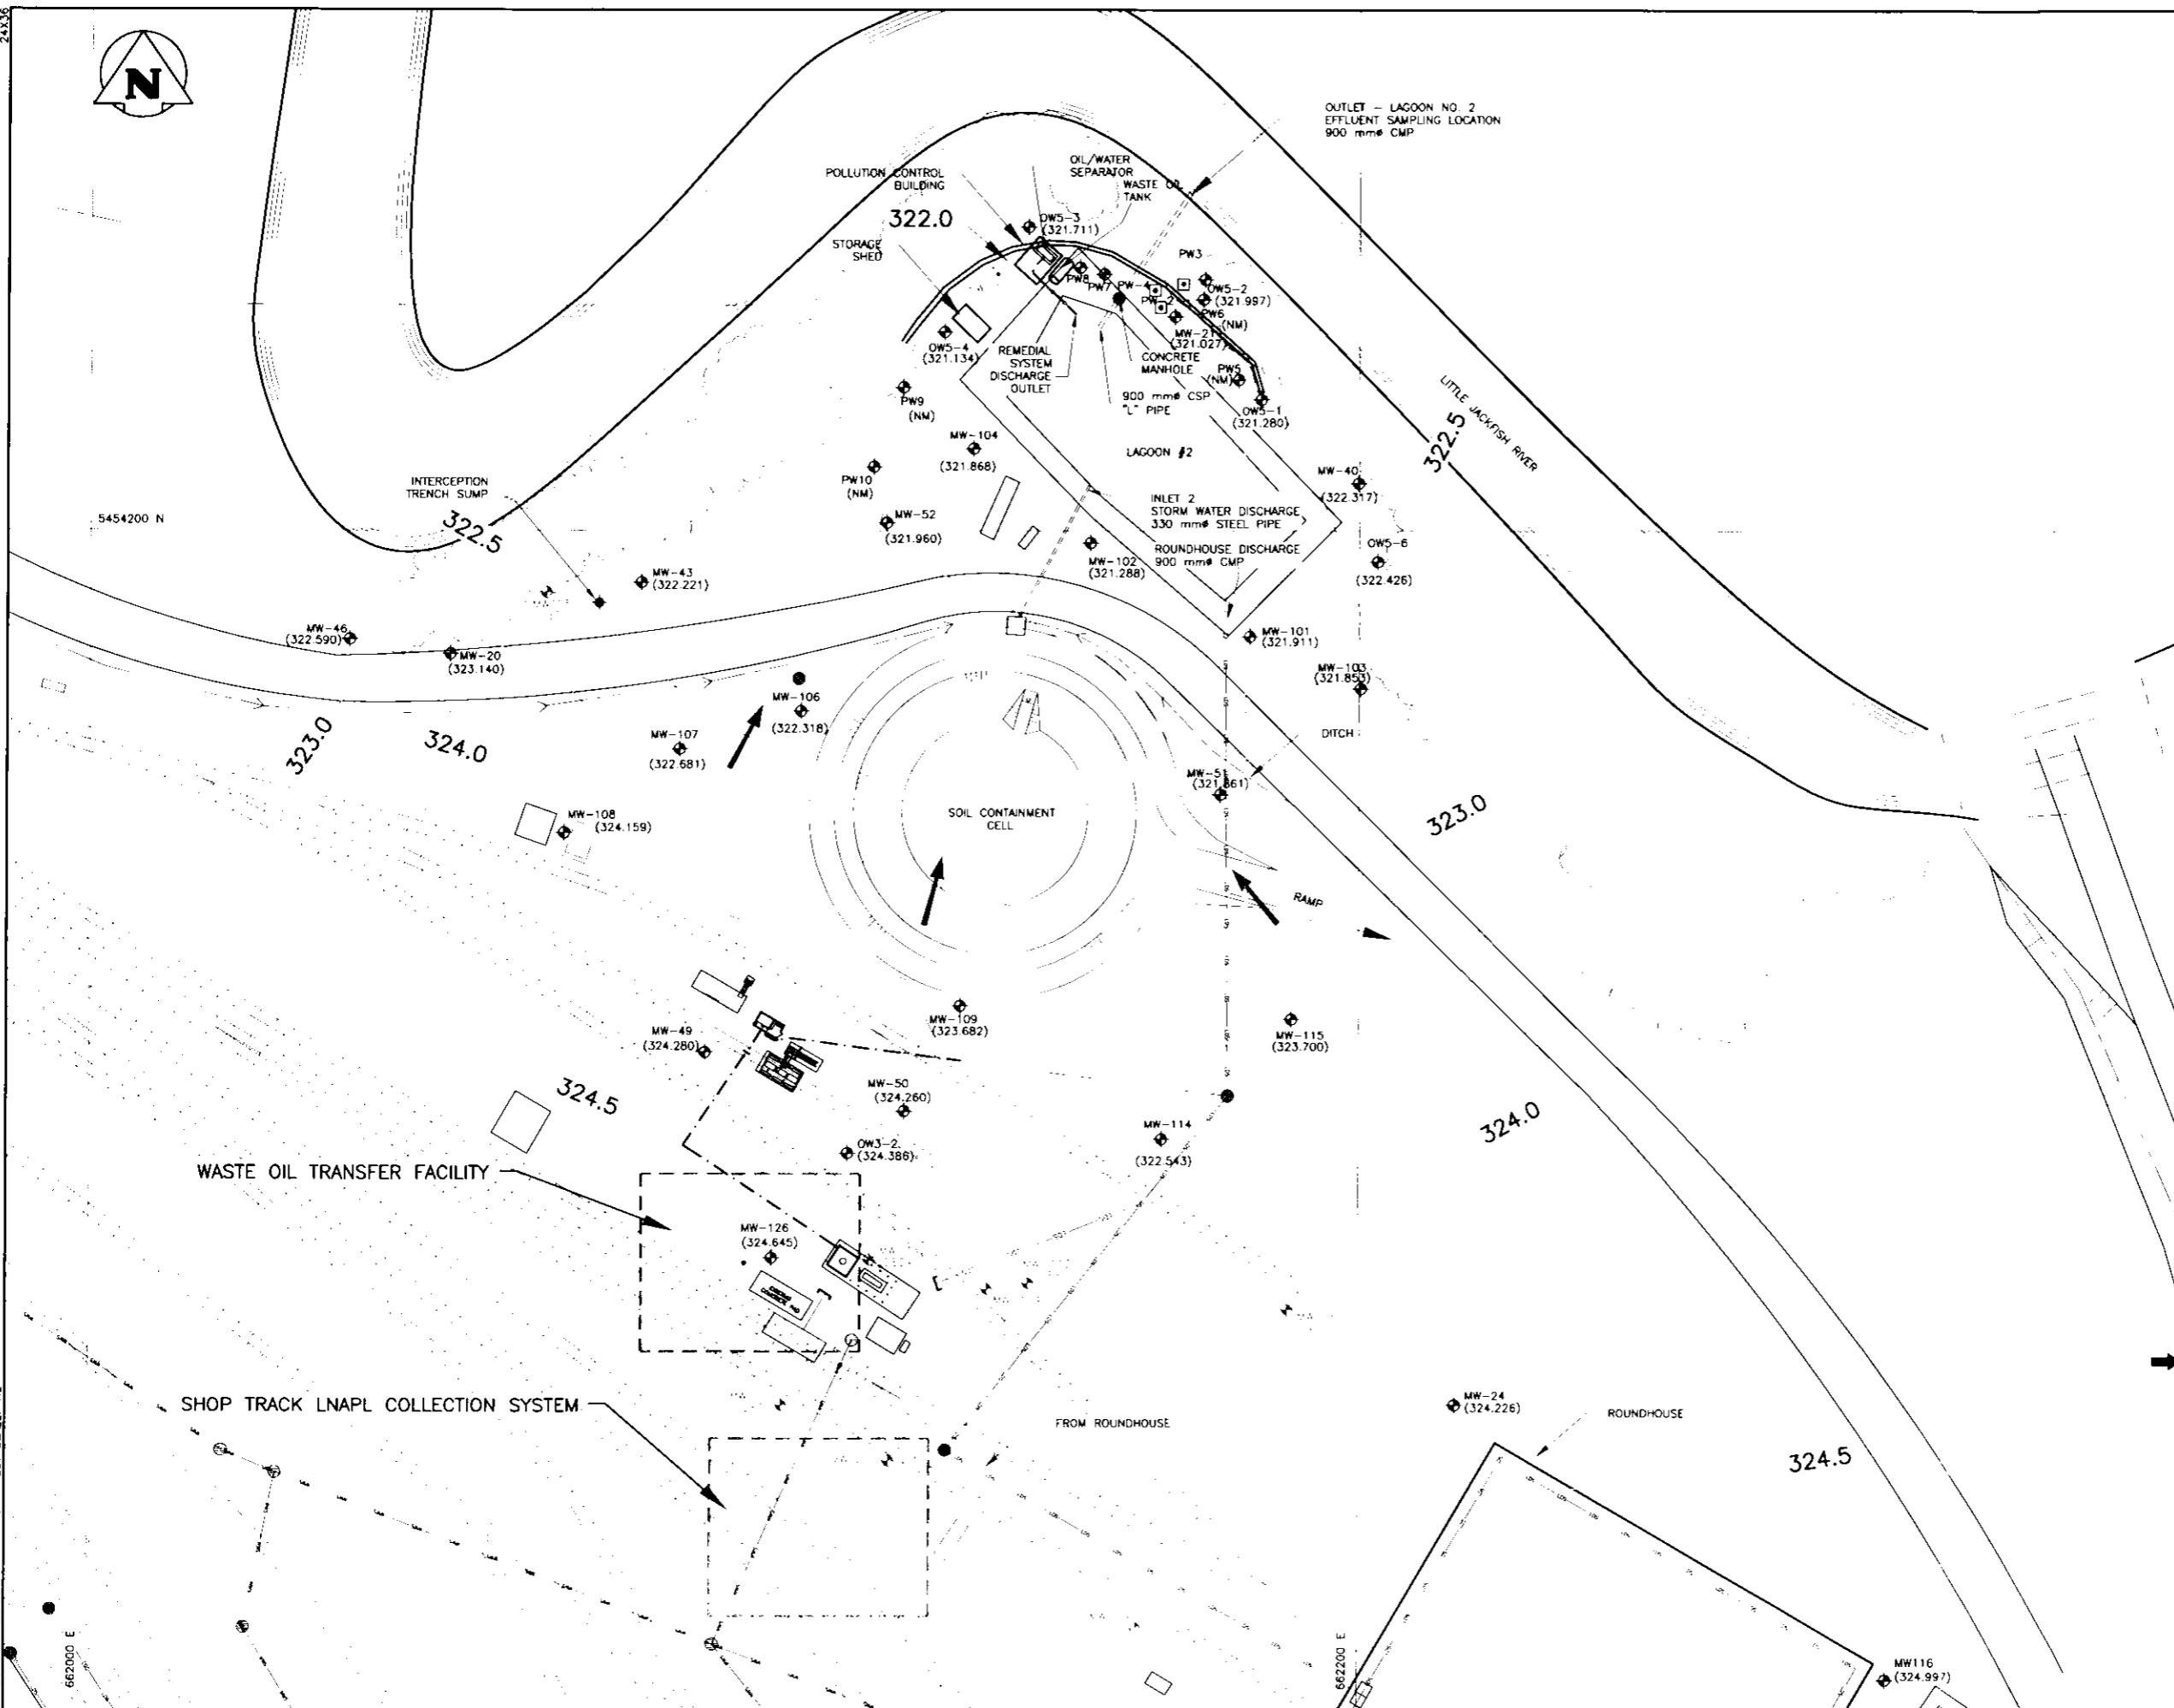 24X36
N
OUTLET – LAGOON NO. 2
EFFLUENT SAMPLING LOCATION
900 mmø CMP
OIL/WATER
SEPARATOR
POLLUTION CONTROL
BUILDING
WASTE OIL
TANK
322.0
OW5-3
(321.711)
STORAGE
SHED
PW3
PW8
PW7
PW-4
OW5-2
(321.997)
PW-2
PW6
(NM)
MW-21
(321.027)
OW5-4
(321.134)
REMEDIAL
SYSTEM
DISCHARGE
OUTLET
CONCRETE
MANHOLE
PW5
(NM)
900 mmø CSP
"L" PIPE
PW9
(NM)
OW5-1
(321.280)
LITTLE JACKFISH RIVER
322.5
MW-104
(321.868)
LAGOON #2
PW10
(NM)
MW-40
(322.317)
INTERCEPTION
TRENCH SUMP
INLET 2
STORM WATER DISCHARGE
330 mmø STEEL PIPE
5454200 N
322.5
MW-52
(321.960)
ROUNDHOUSE DISCHARGE
900 mmø CMP
OW5-6
(322.426)
MW-102
(321.288)
MW-43
(322.221)
MW-46
(322.590)
MW-20
(323.140)
MW-101
(321.911)
MW-103
(321.853)
MW-106
(322.318)
323.0
324.0
MW-107
(322.681)
DITCH
MW-51
(321.861)
MW-108
(324.159)
SOIL CONTAINMENT
CELL
323.0
RAMP
MW-109
(323.682)
MW-49
(324.280)
MW-115
(323.700)
324.5
MW-50
(324.260)
324.0
MW-114
(322.543)
OW3-2
(324.386)
WASTE OIL TRANSFER FACILITY
MW-126
(324.645)
CONCRETE PAD
SHOP TRACK LNAPL COLLECTION SYSTEM
FROM ROUNDHOUSE
MW-24
(324.226)
ROUNDHOUSE
324.5
662000 E
662200 E
MW116
(324.997)